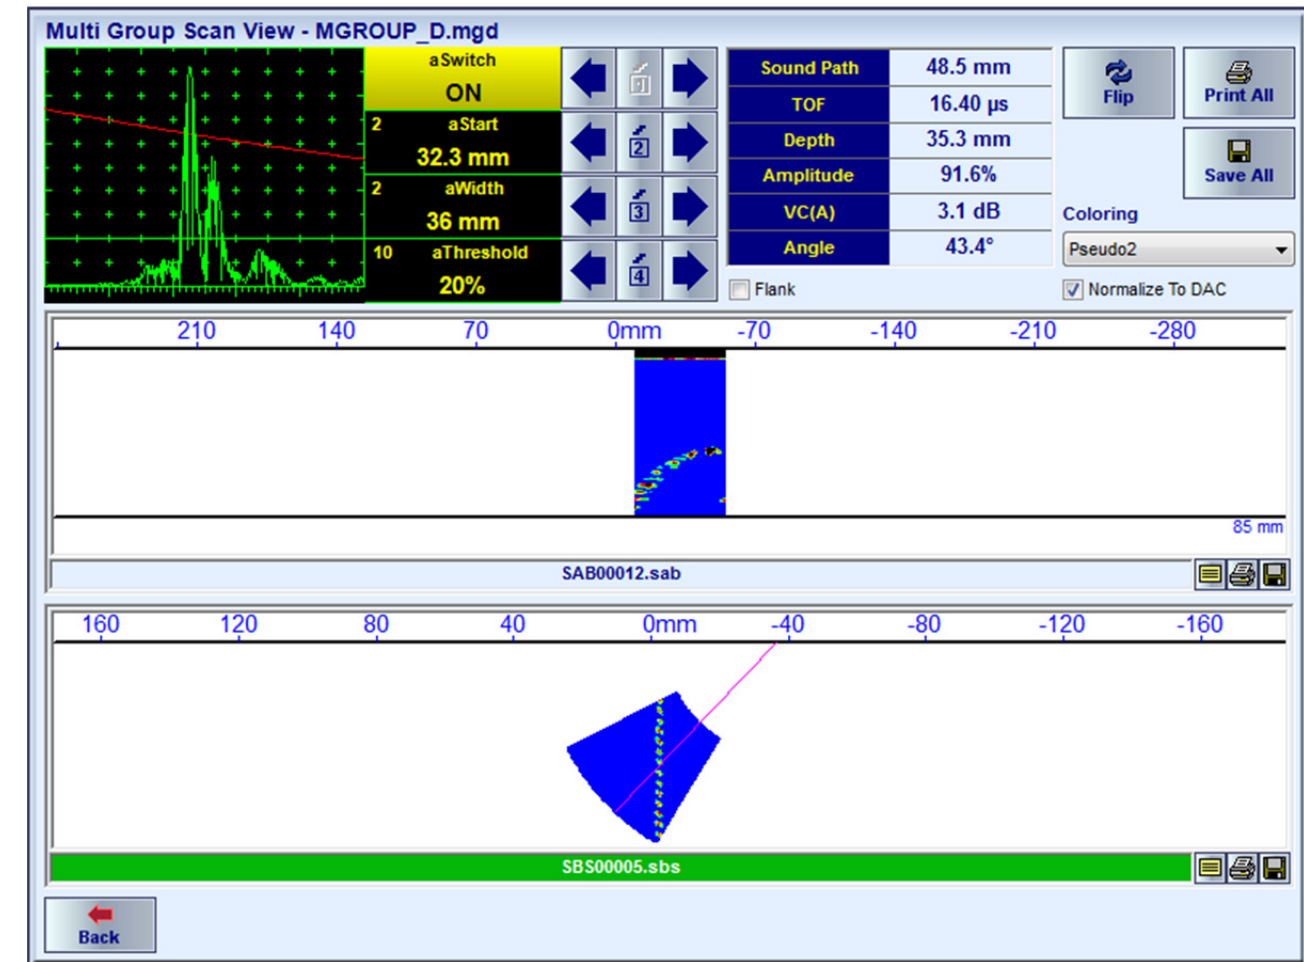 Multi Group Scan View - MGROUP_D.mgd
aSwitch
ON
2 aStart
32.3 mm
2 aWidth
36 mm
10 aThreshold
20%
1
2
3
4
Sound Path 48.5 mm
TOF 16.40 µs
Depth 35.3 mm
Amplitude 91.6%
VC(A) 3.1 dB
Angle 43.4°
Flank
Flip
Print All
Save All
Coloring
Pseudo2
Normalize To DAC
210 140 70 0mm -70 -140 -210 -280
85 mm
SAB00012.sab
160 120 80 40 0mm -40 -80 -120 -160
SBS00005.sbs
Back